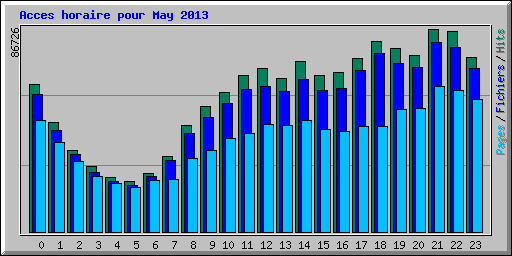 Acces horaire pour May 2013
86726
Pages / Fichiers / Hits
0 1 2 3 4 5 6 7 8 9 10 11 12 13 14 15 16 17 18 19 20 21 22 23